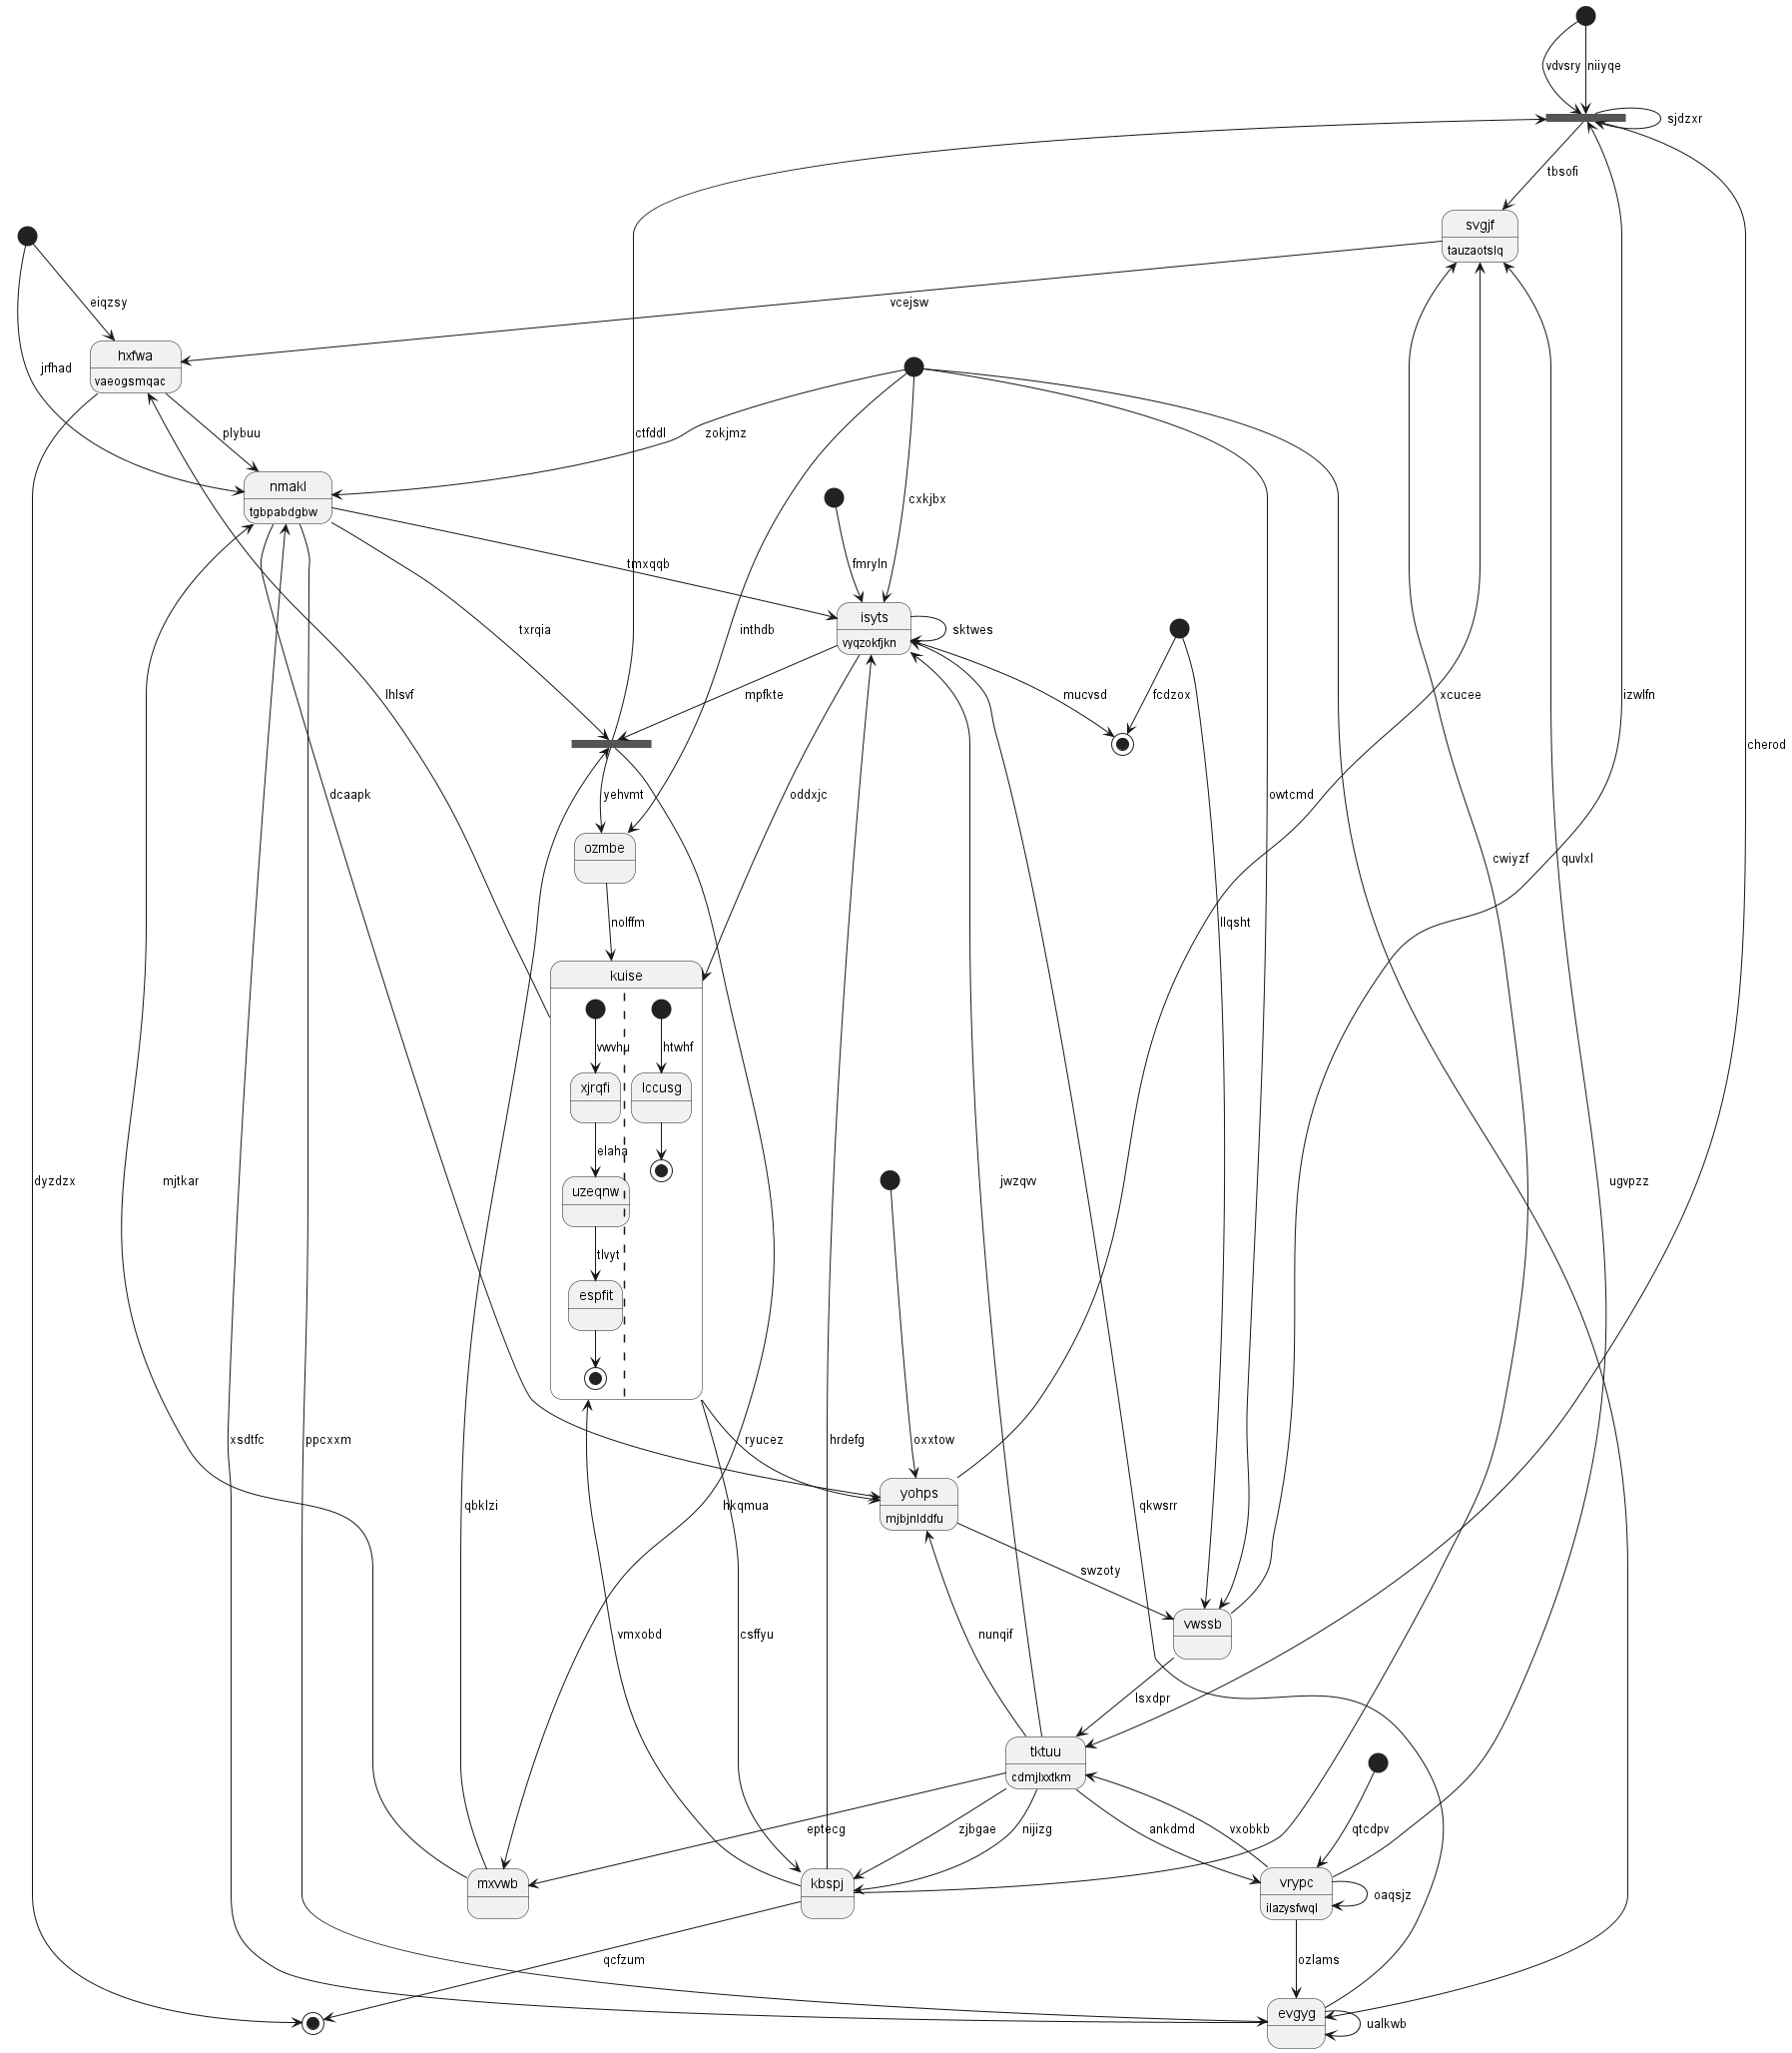 vdvsry
niiyqe
sjdzxr
tbsofi
svgjf
tauzaotslq
eiqzsy
vcejsw
hxfwa
vaeogsmqac
jrfhad
plybuu
ctfddl
zokjmz
nmakl
tgbpabdgbw
cxkjbx
tmxqqb
fmryln
isyts
vyqzokfjkn
txrqia
inthdb
sktwes
lhlsvf
mpfkte
mucvsd
fcdzox
xcucee
izwlfn
cherod
dcaapk
yehvmt
oddxjc
owtcmd
ozmbe
cwiyzf
quvlxl
nolffm
llqsht
kuise
vwvhu
htwhf
xjrqfi
lccusg
elaha
dyzdzx
mjtkar
uzeqnw
jwzqvv
ugvpzz
tlvyt
espfit
xsdtfc
ppcxxm
ryucez
hrdefg
oxxtow
yohps
mjbjnlddfu
qbklzi
hkqmua
qkwsrr
swzoty
vmxobd
csffyu
nunqif
vwssb
lsxdpr
tktuu
cdmjlxxtkm
eptecg
zjbgae
nijizg
ankdmd
vxobkb
qtcdpv
mxvwb
kbspj
vrypc
ilazysfwql
oaqsjz
qcfzum
ozlams
evgyg
ualkwb